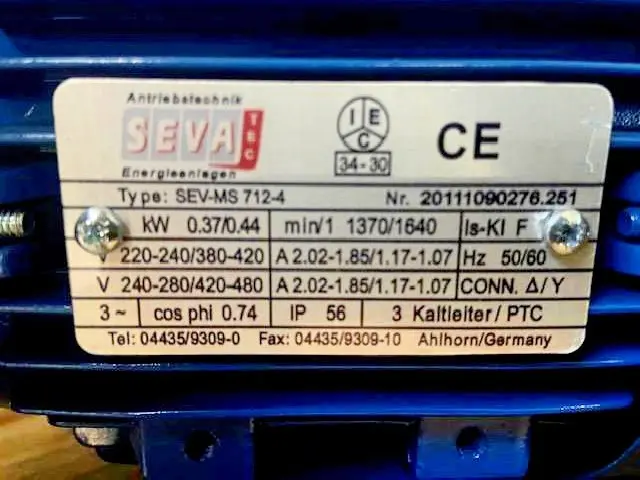 Antriebstechnik
SEVA TEC
Energieanlagen
I E C
34-30
CE
Type: SEV-MS 712-4 Nr. 20111090276.251
kW 0.37/0.44 min/1 1370/1640 Is-Kl F
V 220-240/380-420 A 2.02-1.85/1.17-1.07 Hz 50/60
V 240-280/420-480 A 2.02-1.85/1.17-1.07 CONN. Δ/Y
3~ cos phi 0.74 IP 56 3 Kaltleiter/PTC
Tel: 04435/9309-0 Fax: 04435/9309-10 Ahlhorn/Germany